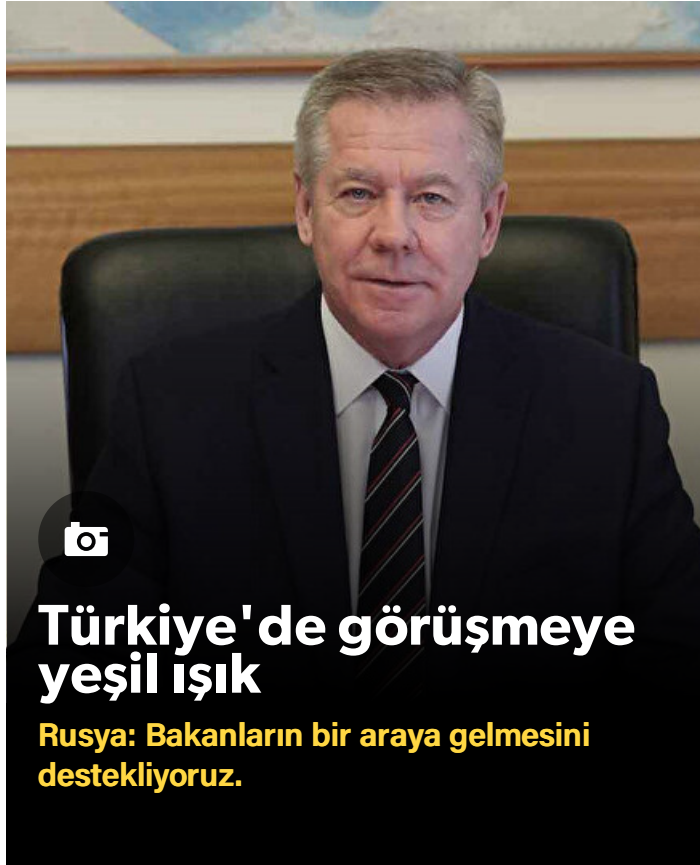 Türkiye'de görüşmeye
yeşil ışık
Rusya: Bakanların bir araya gelmesini
destekliyoruz.